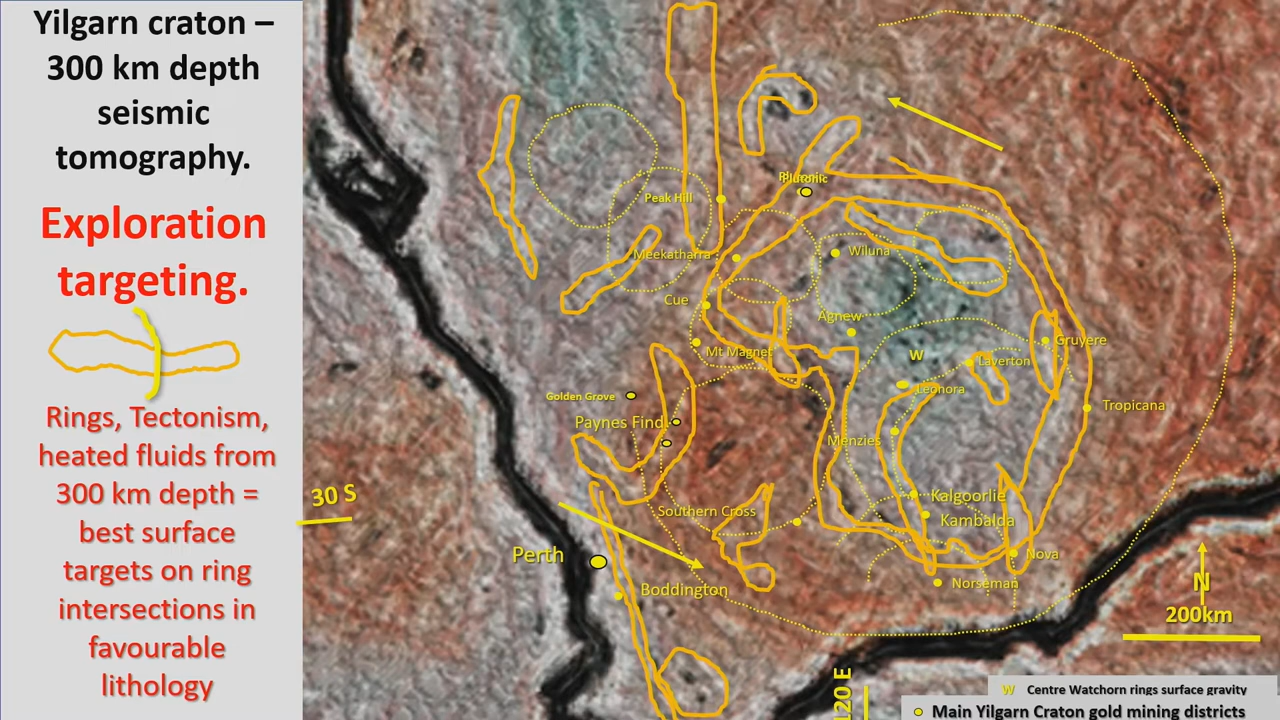 Yilgarn craton –
300 km depth
seismic
tomography.
Exploration
targeting.
Rings, Tectonism,
heated fluids from
300 km depth =
best surface
targets on ring
intersections in
favourable
lithology
Plutonic
Peak Hill
Meekatharra
Wiluna
Cue
Agnew
Gruyere
Mt Magnet
W
Laverton
Leonora
Golden Grove
Tropicana
Paynes Find
Menzies
30 S
Kalgoorlie
Southern Cross
Kambalda
Perth
Nova
Norseman
Boddington
N
200km
120 E
W Centre Watchorn rings surface gravity
Main Yilgarn Craton gold mining districts